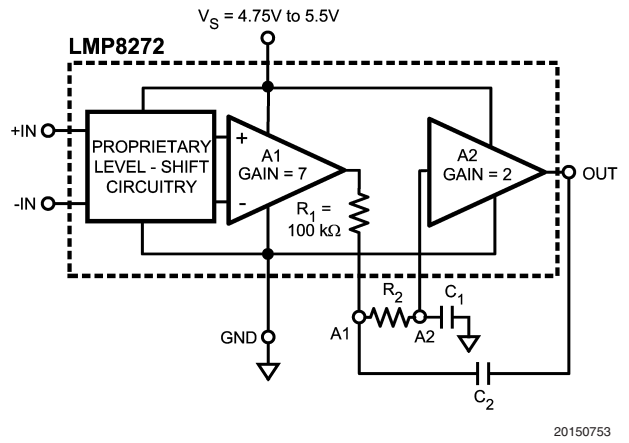 V_S = 4.75V to 5.5V
LMP8272
+IN
-IN
PROPRIETARY
LEVEL - SHIFT
CIRCUITRY
+
-
A1
GAIN = 7
R_1 =
100 kΩ
A2
GAIN = 2
OUT
R_2
C_1
A1
A2
GND
C_2
20150753